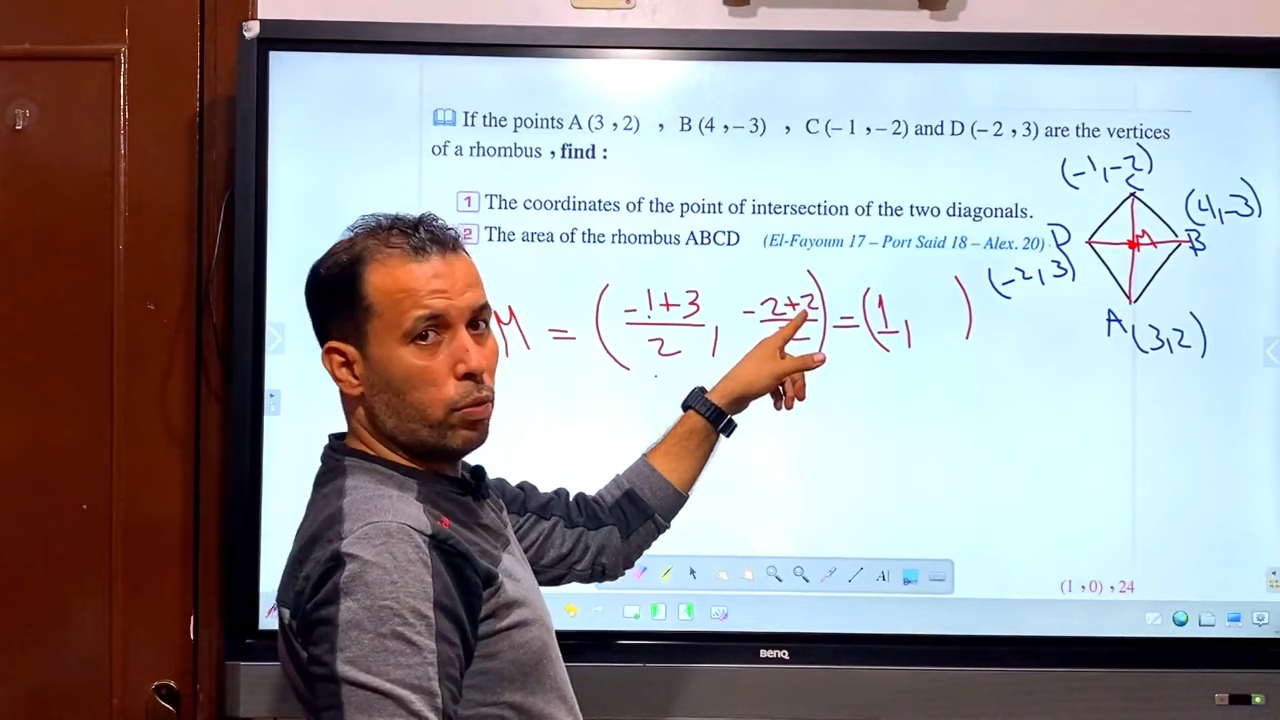 If the points A (3 , 2) , B (4 , – 3) , C (– 1 , – 2) and D (– 2 , 3) are the vertices
of a rhombus , find :
1 The coordinates of the point of intersection of the two diagonals.
2 The area of the rhombus ABCD (El-Fayoum 17 – Port Said 18 – Alex. 20)
(-1,-2)
C
(4,-3)
D M B
(-2,3)
A (3,2)
M = (-1+3/2, -2+2/2) = (1, )
A
(1 , 0) , 24
BenQ